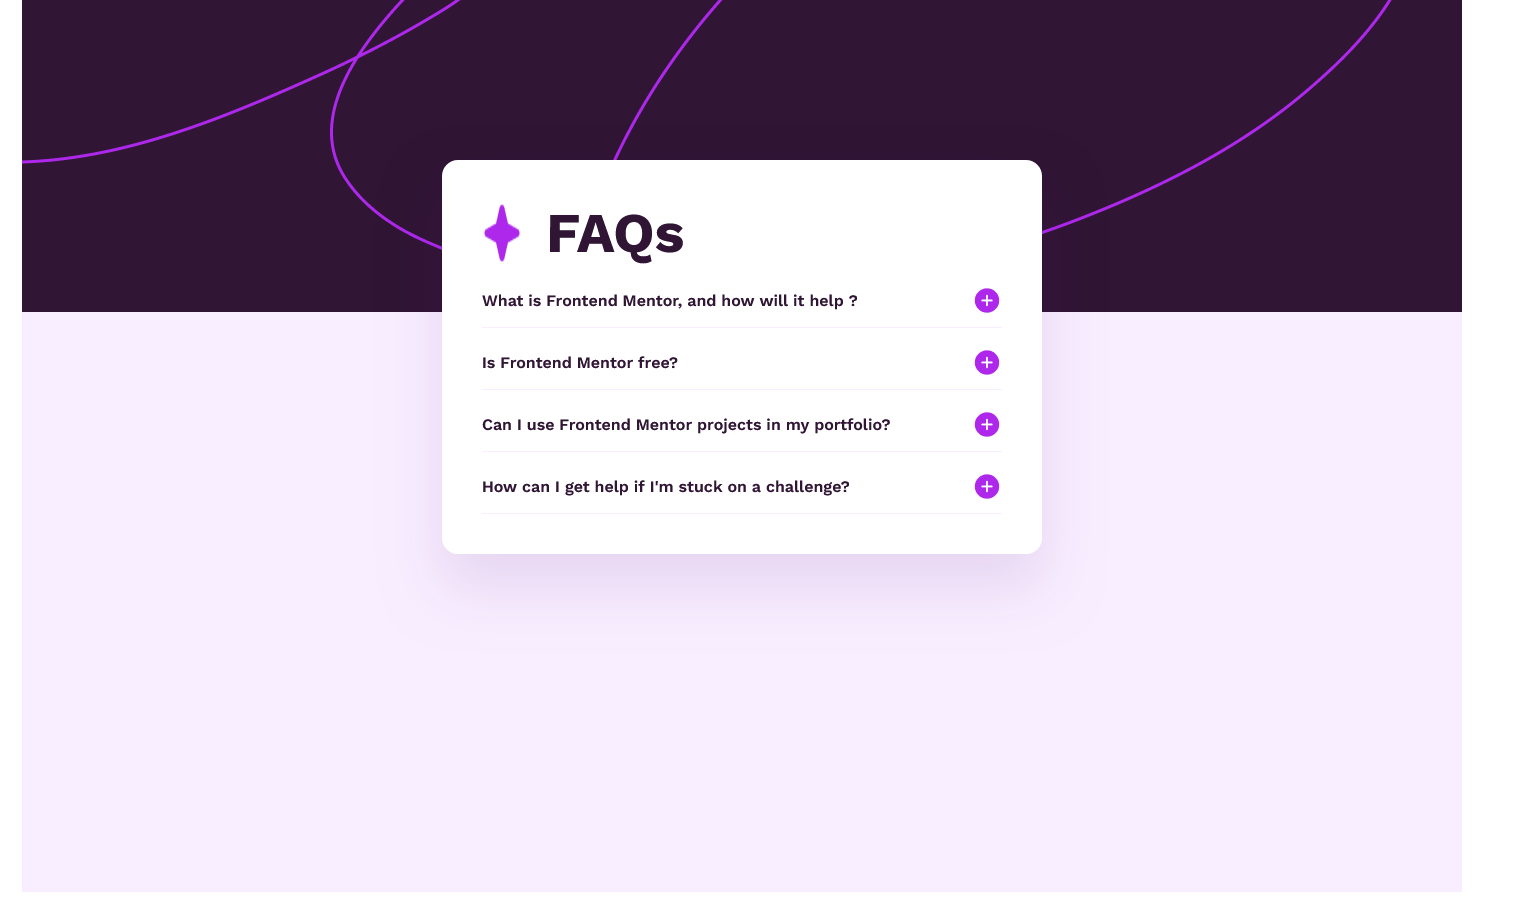 FAQs
What is Frontend Mentor, and how will it help ?
Is Frontend Mentor free?
Can I use Frontend Mentor projects in my portfolio?
How can I get help if I'm stuck on a challenge?